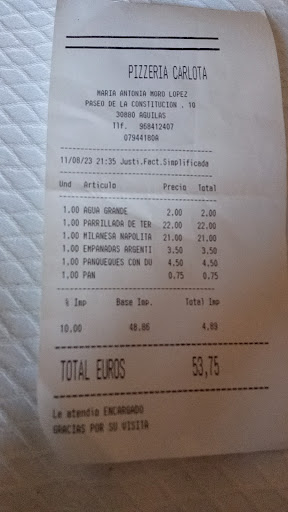 PIZZERIA CARLOTA
MARIA ANTONIA MORO LOPEZ
PASEO DE LA CONSTITUCION , 10
30880 AGUILAS
Tlf. 968412407
07944180A
11/08/23 21:35 Justi.Fact.Simplificada
Und Artículo Precio Total
1.00 AGUA GRANDE 2.00 2.00
1.00 PARRILLADA DE TER 22.00 22.00
1.00 MILANESA NAPOLITA 21.00 21.00
1.00 EMPANADAS ARGENTI 3.50 3.50
1.00 PANQUEQUES CON DU 4.50 4.50
1.00 PAN 0.75 0.75
% Imp Base Imp. Total Imp
10.00 48.86 4.89
TOTAL EUROS 53,75
Le atendio ENCARGADO
GRACIAS POR SU VISITA